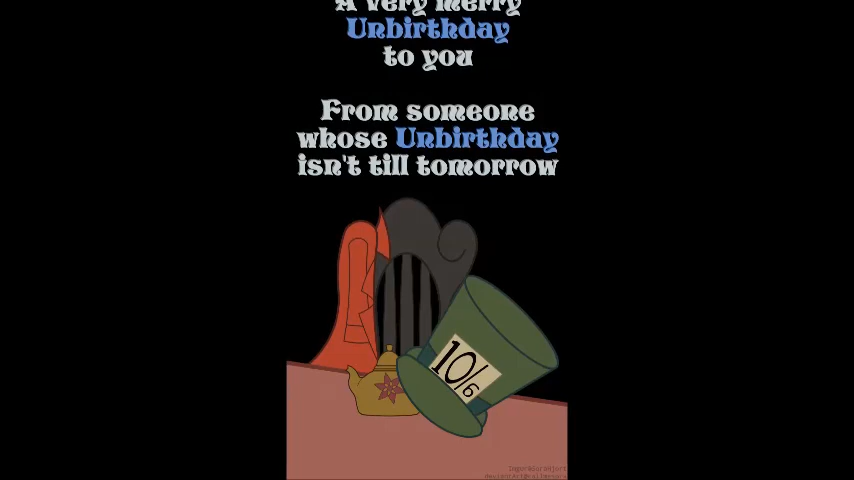 A very merry
Unbirthday
to you
From someone
whose Unbirthday
isn't till tomorrow
10/6